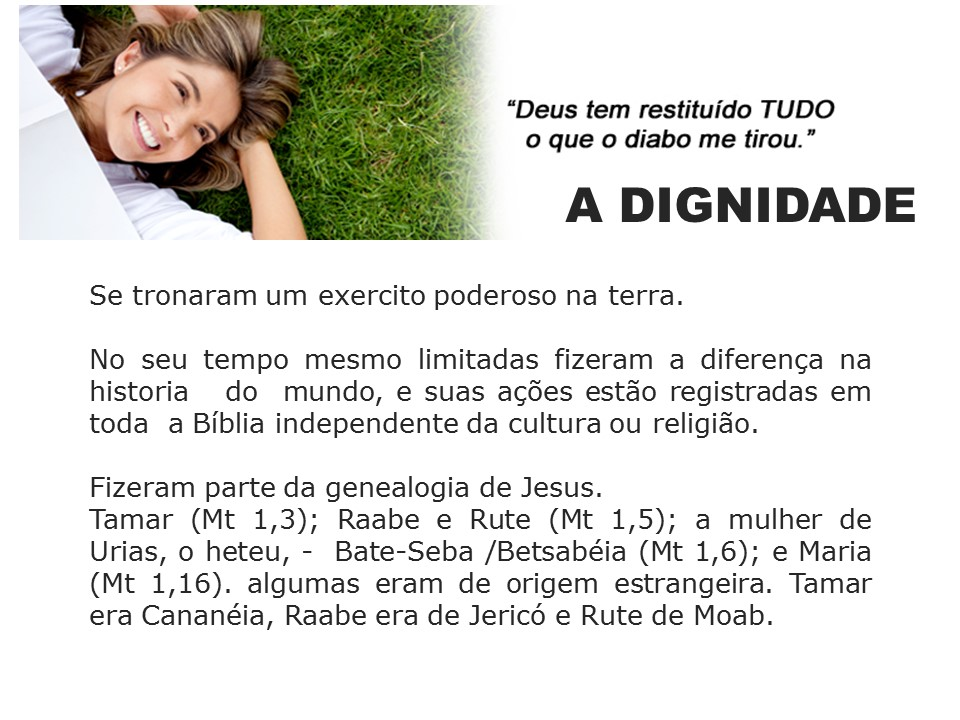 “Deus tem restituído TUDO
o que o diabo me tirou.”
A DIGNIDADE
Se tronaram um exercito poderoso na terra.
No seu tempo mesmo limitadas fizeram a diferença na
historia do mundo, e suas ações estão registradas em
toda a Bíblia independente da cultura ou religião.
Fizeram parte da genealogia de Jesus.
Tamar (Mt 1,3); Raabe e Rute (Mt 1,5); a mulher de
Urias, o heteu, - Bate-Seba /Betsabéia (Mt 1,6); e Maria
(Mt 1,16). algumas eram de origem estrangeira. Tamar
era Cananéia, Raabe era de Jericó e Rute de Moab.